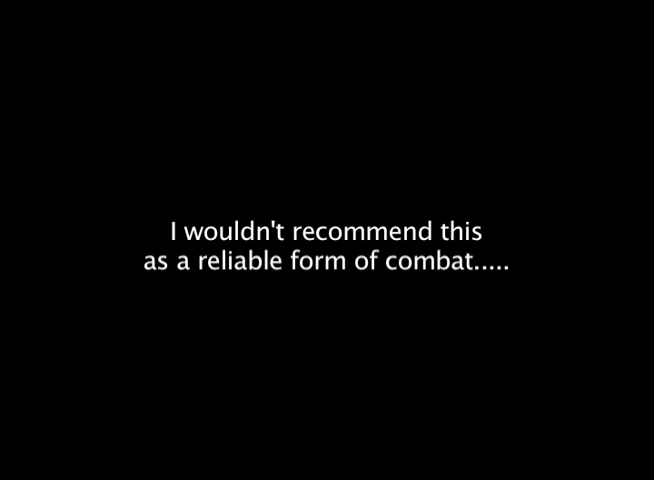 I wouldn't recommend this
as a reliable form of combat.....